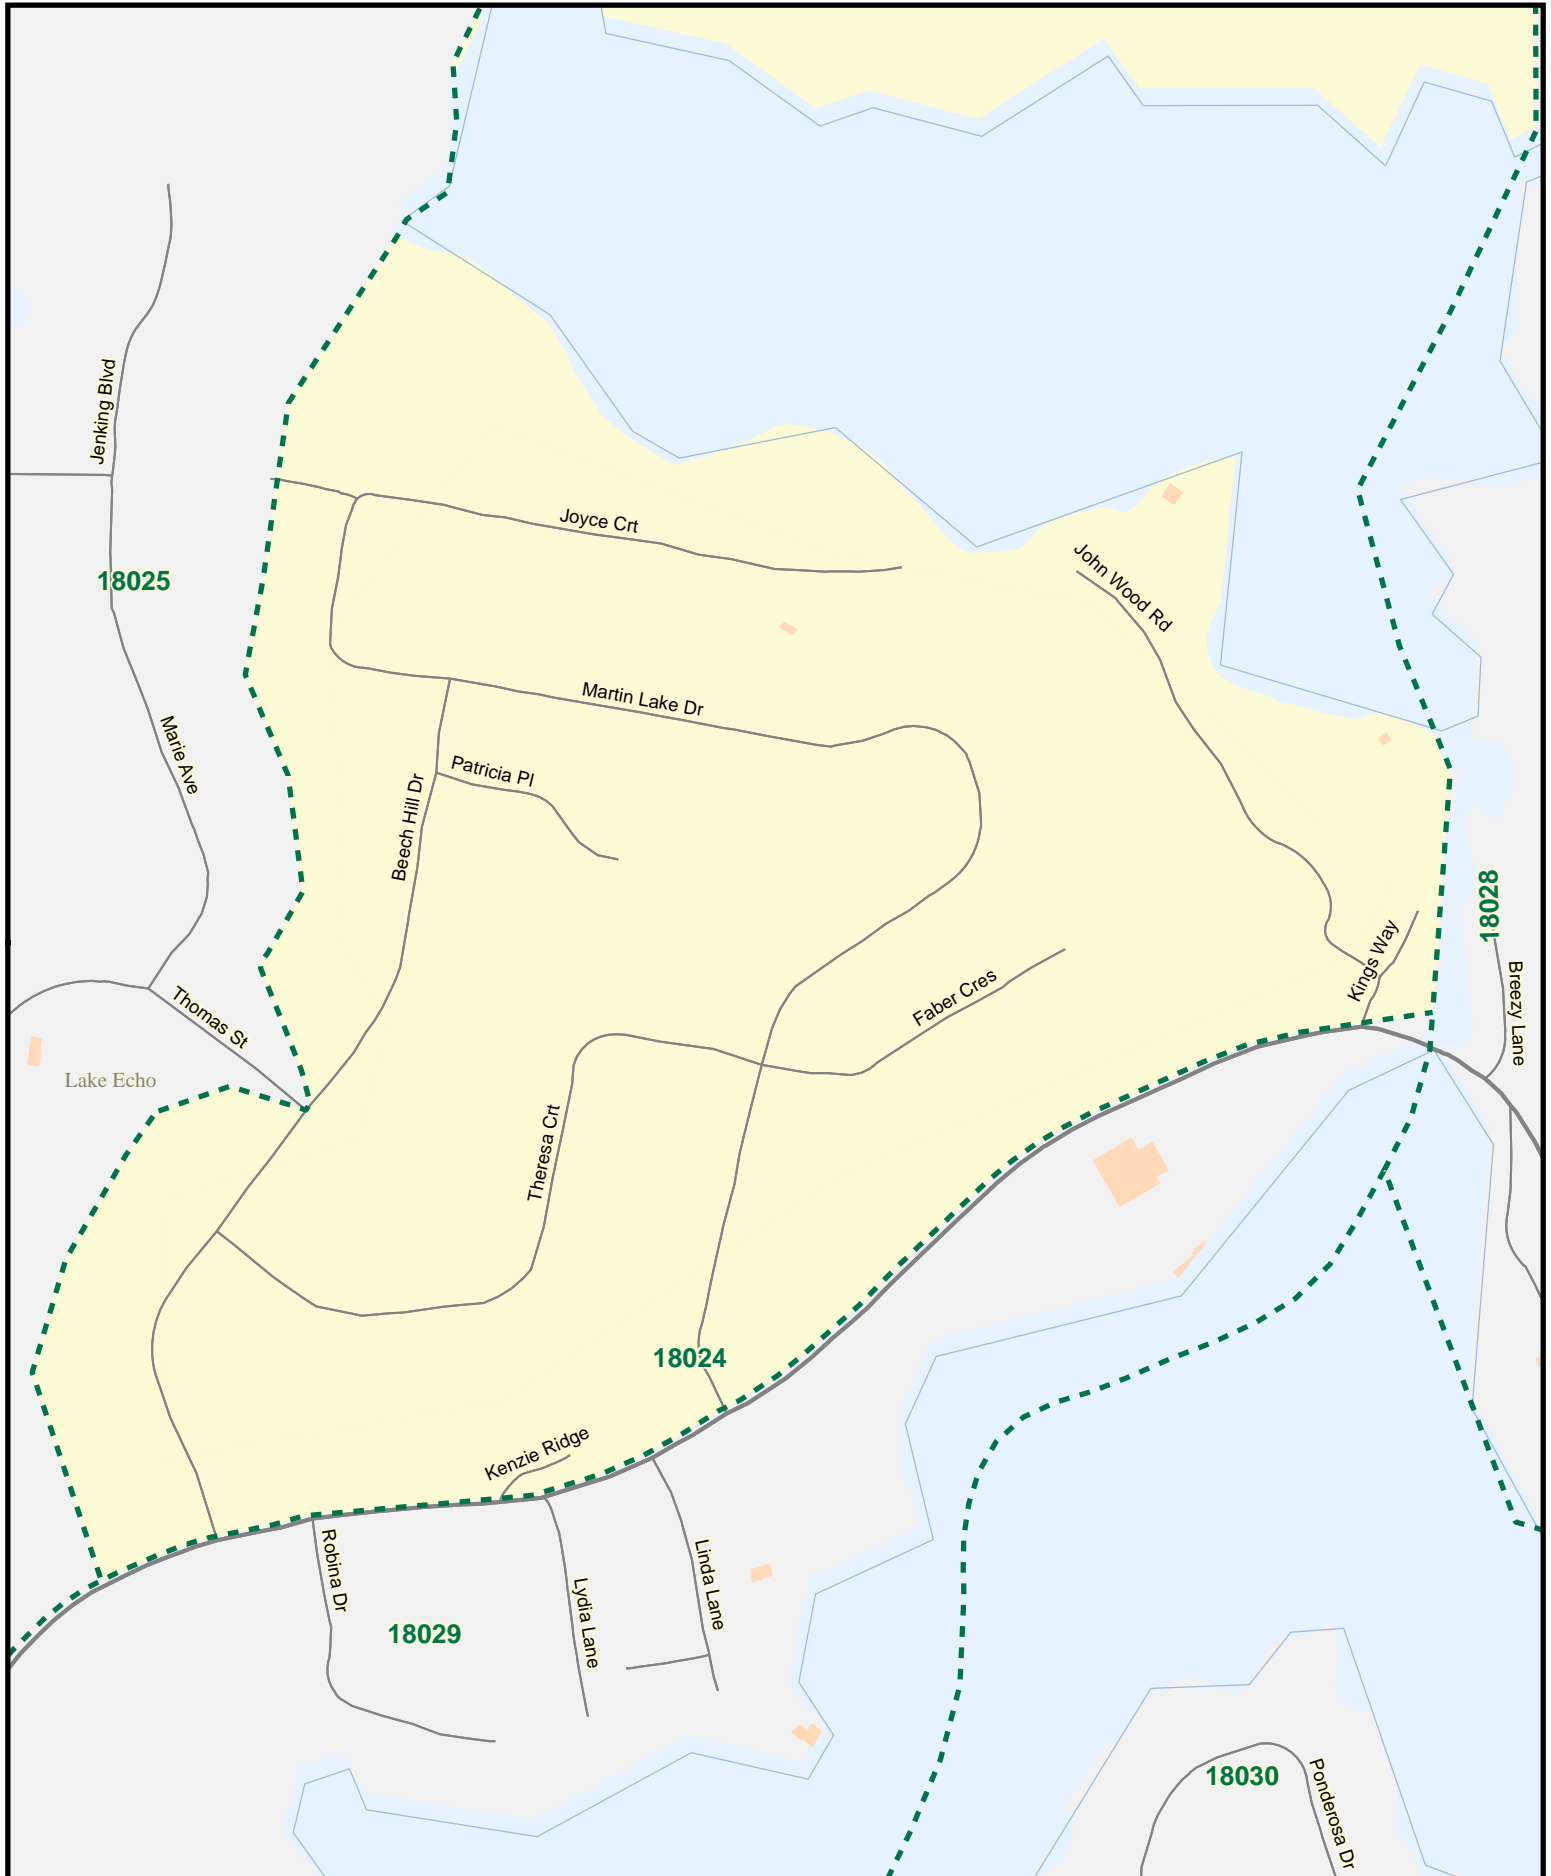 Jenking Blvd
Joyce Crt
John Wood Rd
18025
Martin Lake Dr
Marie Ave
Patricia Pl
Beech Hill Dr
18028
Kings Way
Breezy Lane
Faber Cres
Thomas St
Lake Echo
Theresa Crt
18024
Kenzie Ridge
Robina Dr
Lydia Lane
Linda Lane
18029
18030
Ponderosa Dr